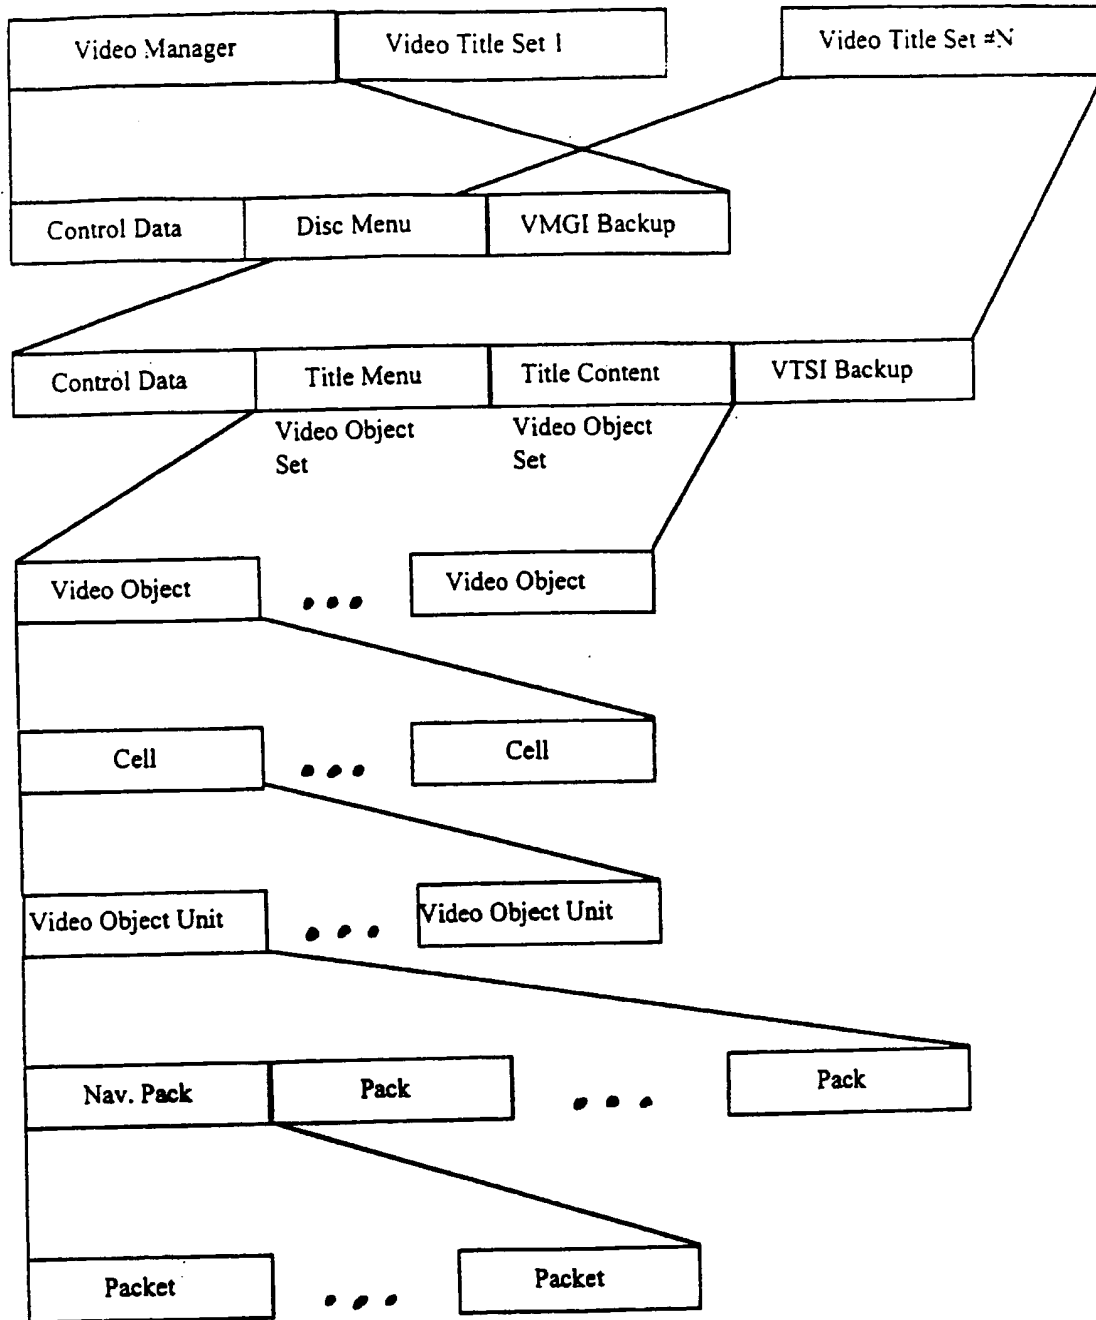 Video Manager
Video Title Set 1
Video Title Set #N
Control Data
Disc Menu
VMGI Backup
Control Data
Title Menu
Title Content
VTSI Backup
Video Object
Set
Video Object
Set
Video Object
Video Object
Cell
Cell
Video Object Unit
Video Object Unit
Nav. Pack
Pack
Pack
Packet
Packet